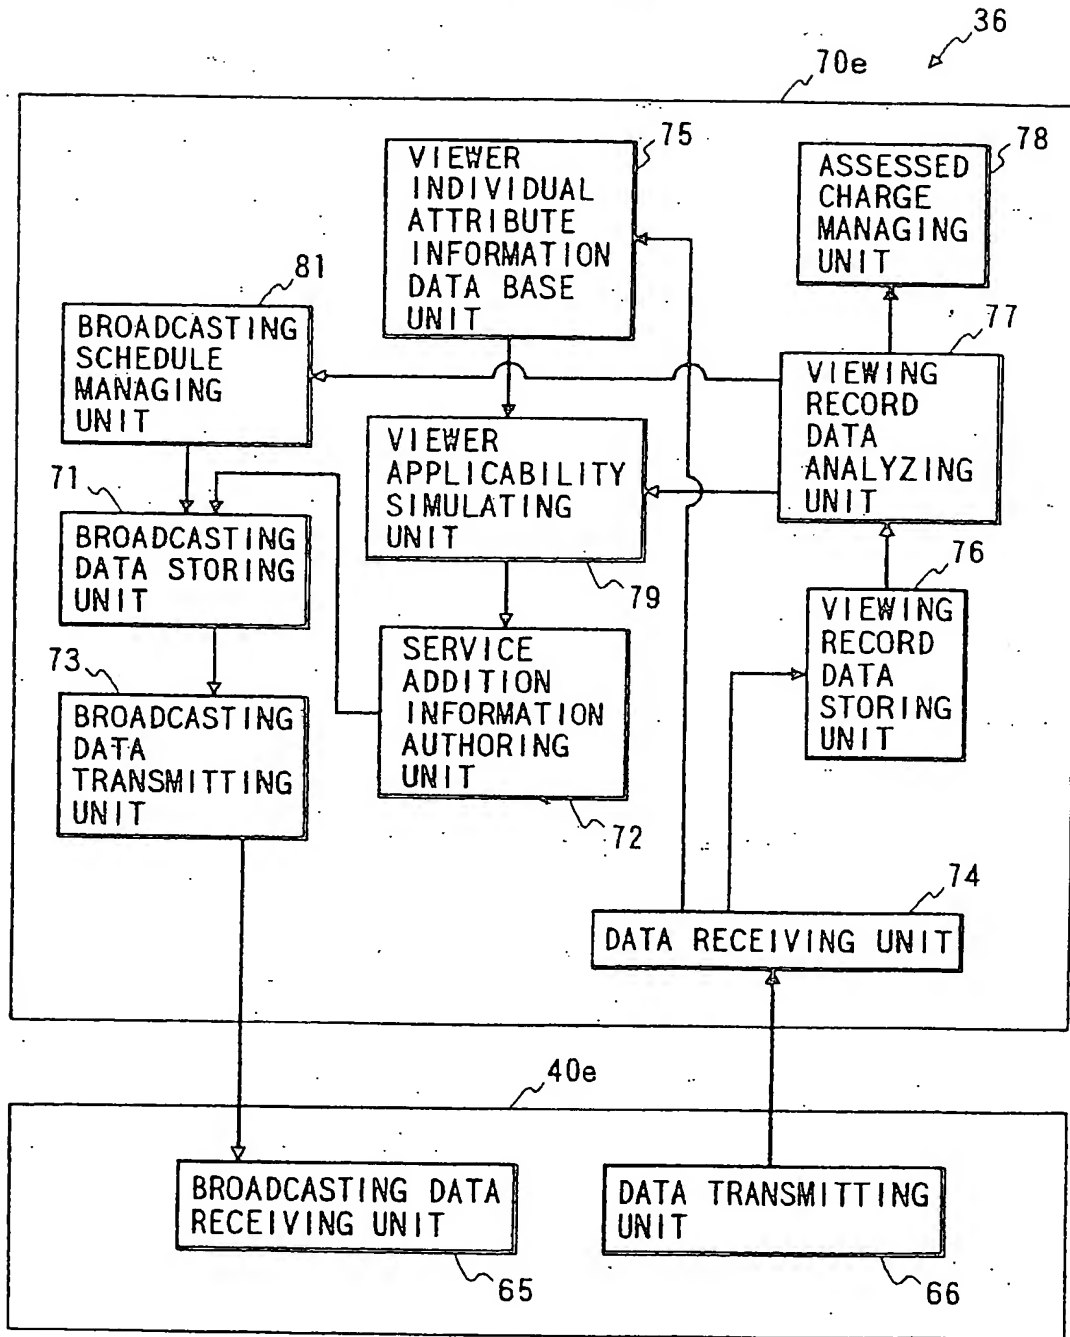 36
70e
75
VIEWER
INDIVIDUAL
ATTRIBUTE
INFORMATION
DATA BASE
UNIT
78
ASSESSED
CHARGE
MANAGING
UNIT
81
BROADCASTING
SCHEDULE
MANAGING
UNIT
77
VIEWING
RECORD
DATA
ANALYZING
UNIT
VIEWER
APPLICABILITY
SIMULATING
UNIT
79
71
BROADCASTING
DATA STORING
UNIT
76
VIEWING
RECORD
DATA
STORING
UNIT
73
BROADCASTING
DATA
TRANSMITTING
UNIT
SERVICE
ADDITION
INFORMATION
AUTHORING
UNIT
72
74
DATA RECEIVING UNIT
40e
BROADCASTING DATA
RECEIVING UNIT
65
DATA TRANSMITTING
UNIT
66